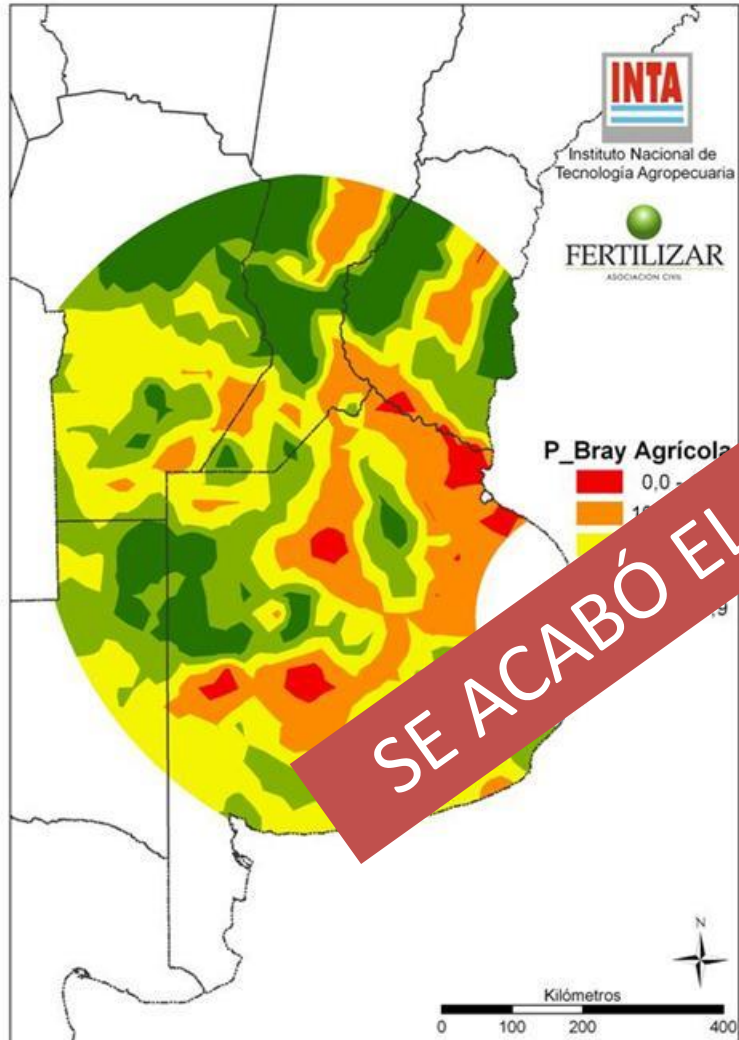 INTA
Instituto Nacional de
Tecnología Agropecuaria
FERTILIZAR
ASOCIACIÓN CIVIL
P_Bray Agrícola
0,0 -
SE ACABÓ EL
N
Kilómetros
0 100 200 400